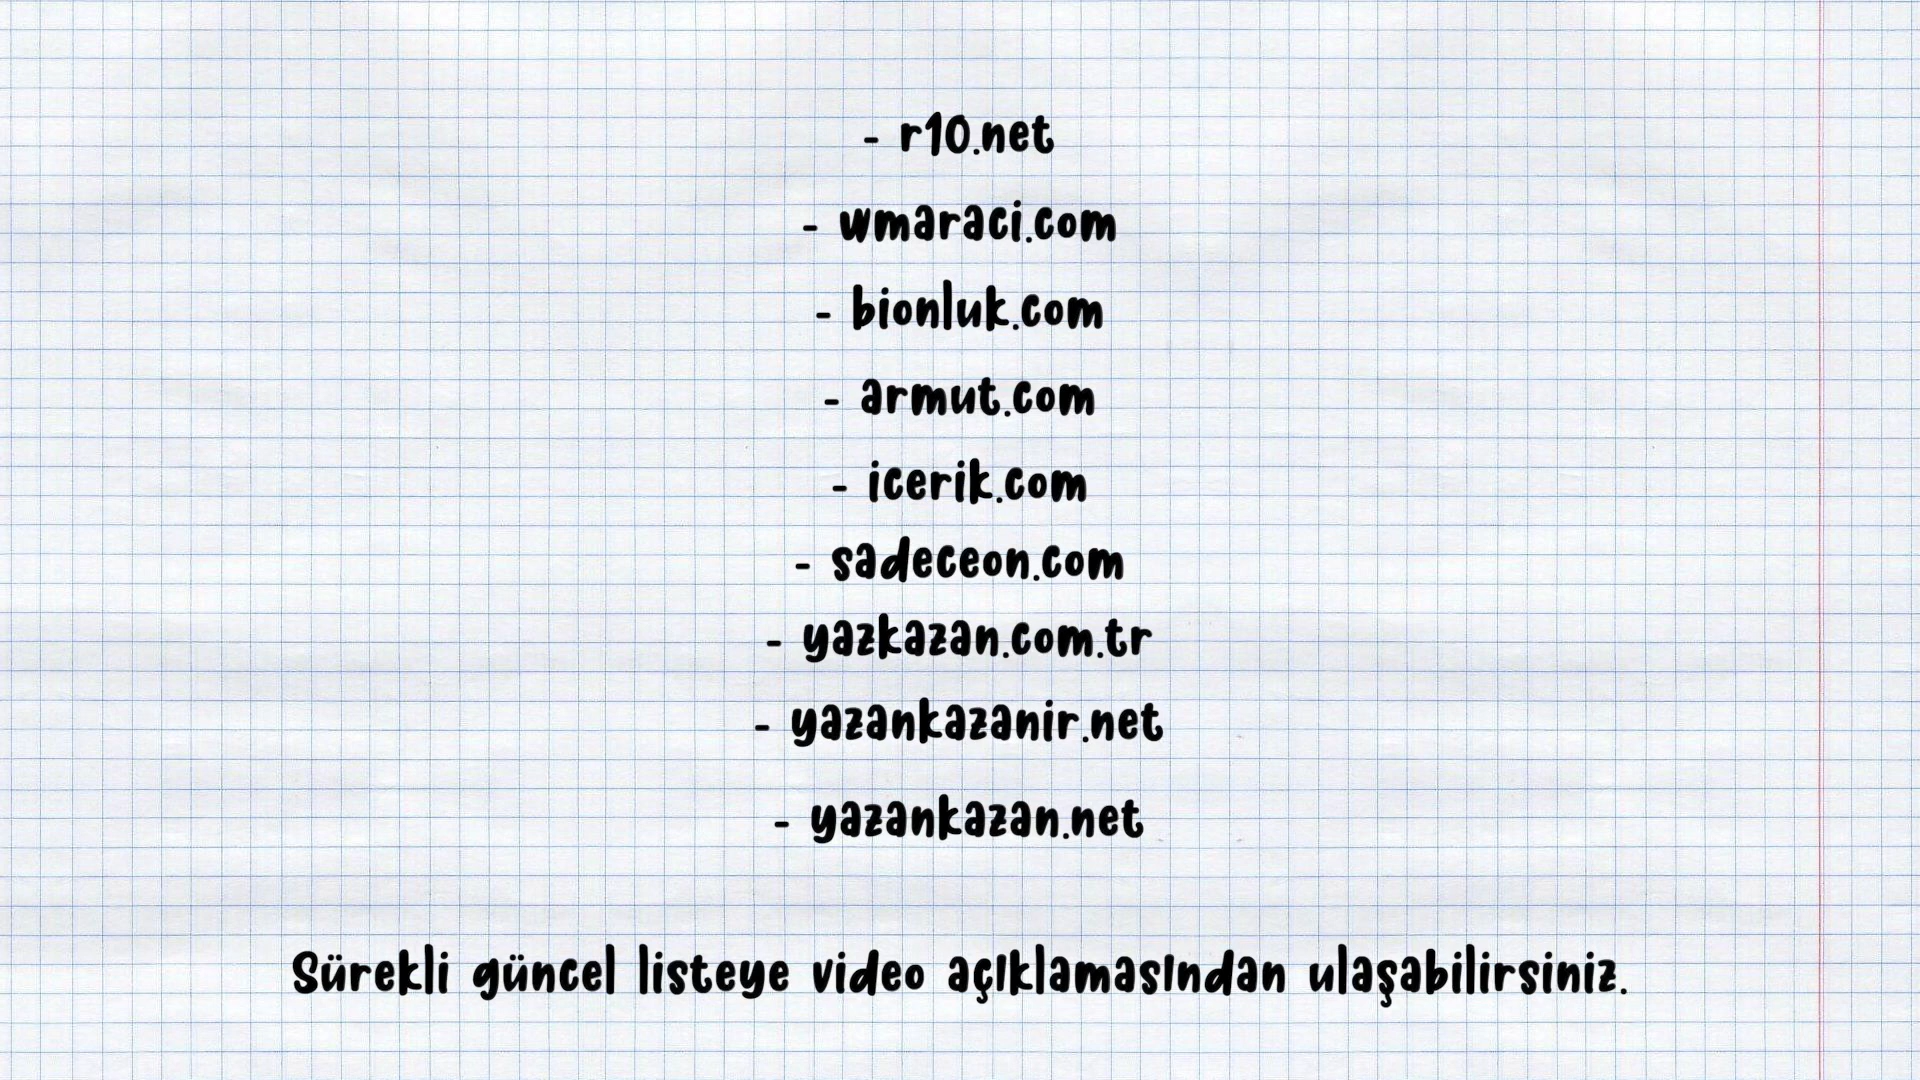 - r10.net
- wmaraci.com
- bionluk.com
- armut.com
- icerik.com
- sadeceon.com
- yazkazan.com.tr
- yazankazanir.net
- yazankazan.net
Sürekli güncel listeye video açıklamasından ulaşabilirsiniz.